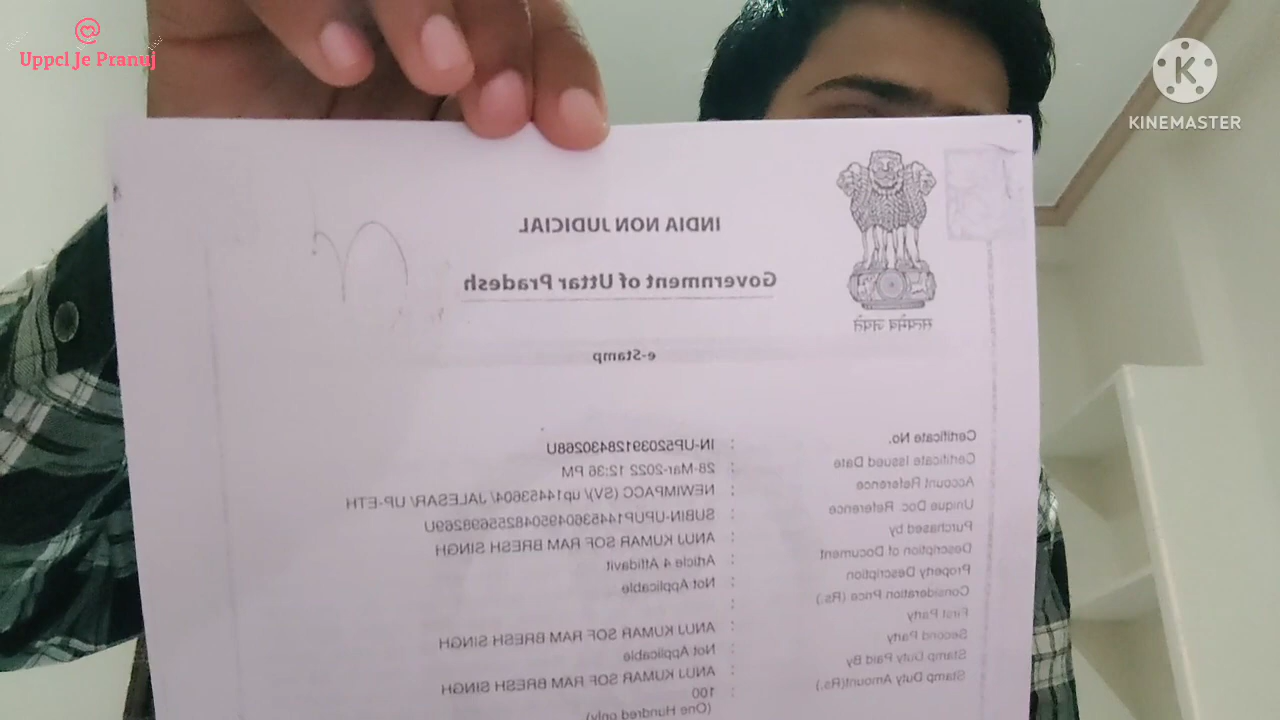 Uppcl Je Pranuj
KINEMASTER
INDIA NON JUDICIAL
Government of Uttar Pradesh
सत्यमेव जयते
e-Stamp
Certificate No. : IN-UP52039128430268U
Certificate Issued Date : 28-Mar-2022 12:36 PM
Account Reference : NEWIMPACC (SV)/ up14453604/ JALESAR/ UP-ETH
Unique Doc. Reference : SUBIN-UPUP1445360495048255698269U
Purchased by : ANUJ KUMAR SOF RAM BRESH SINGH
Description of Document : Article 4 Affidavit
Property Description : Not Applicable
Consideration Price (Rs.) :
First Party : ANUJ KUMAR SOF RAM BRESH SINGH
Second Party : Not Applicable
Stamp Duty Paid By : ANUJ KUMAR SOF RAM BRESH SINGH
Stamp Duty Amount(Rs.) : 100
(One Hundred only)